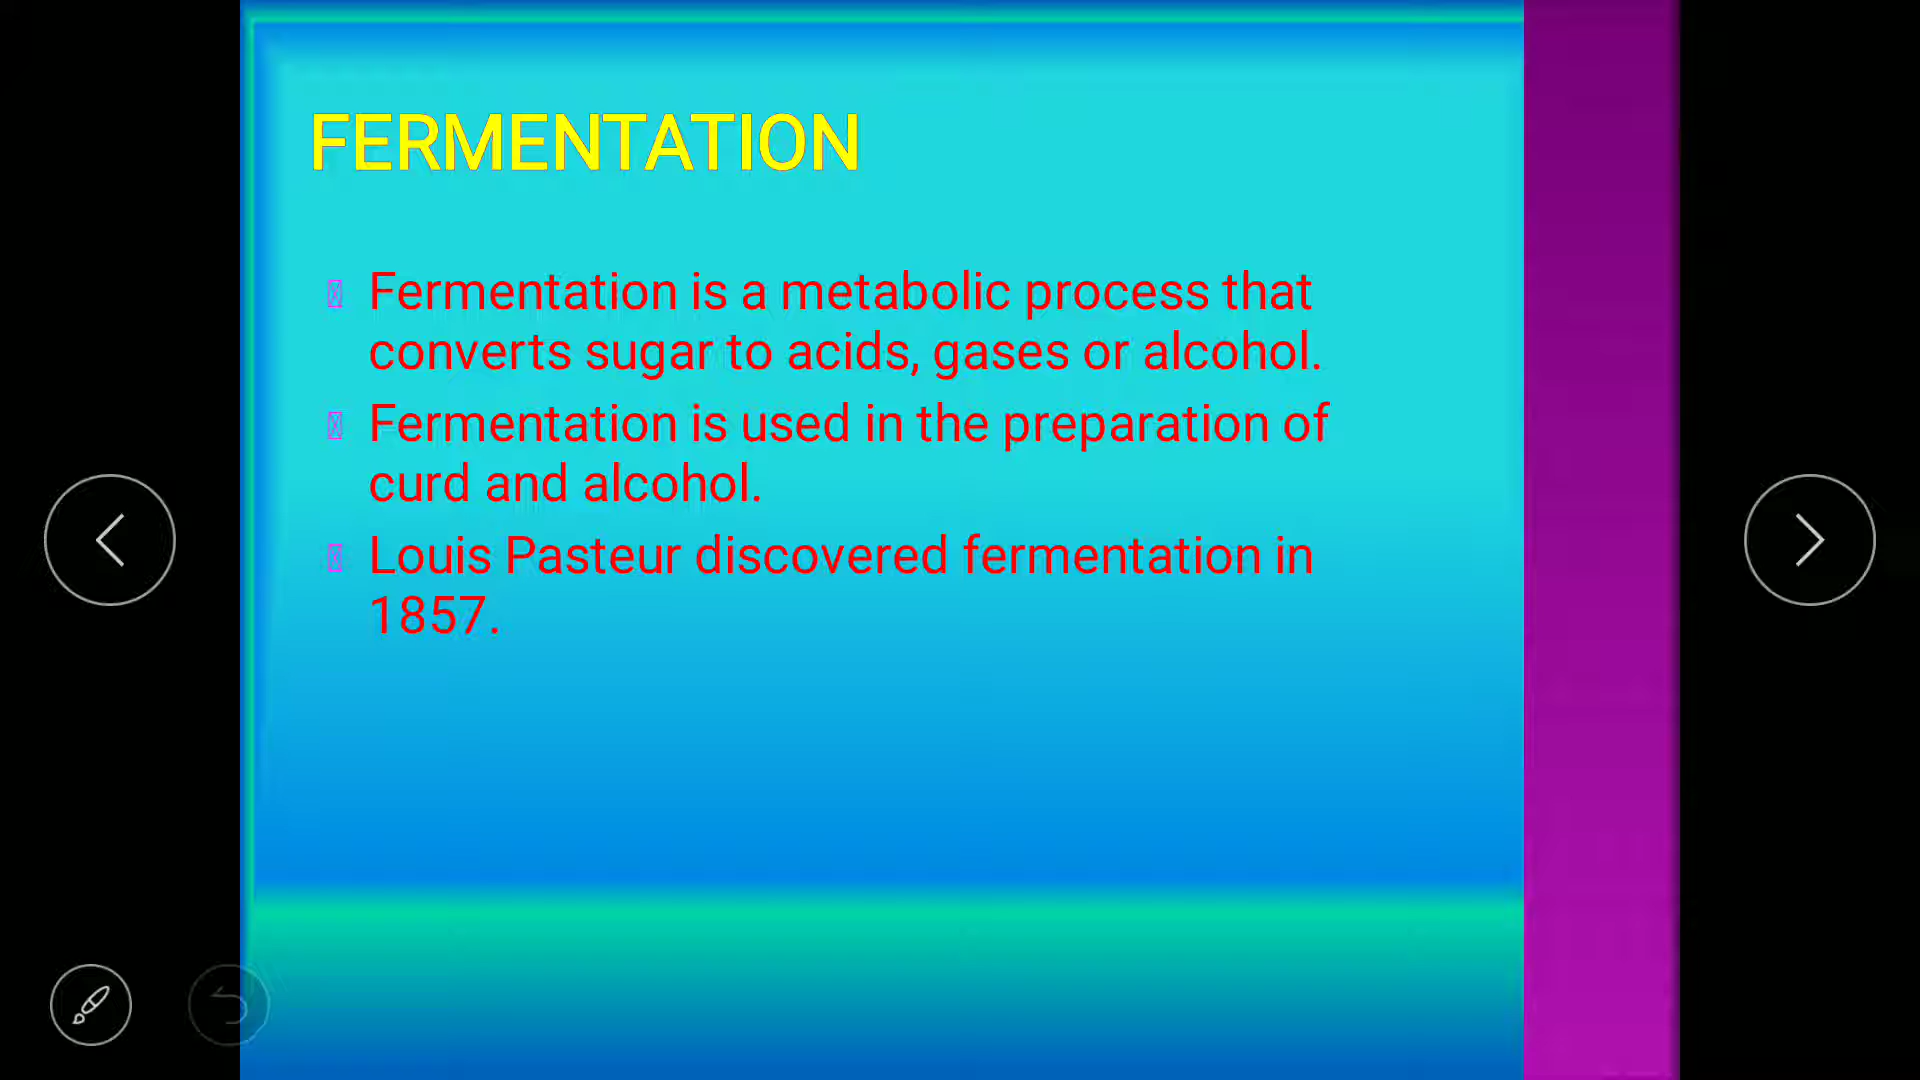 FERMENTATION
Fermentation is a metabolic process that
converts sugar to acids, gases or alcohol.
Fermentation is used in the preparation of
curd and alcohol.
Louis Pasteur discovered fermentation in
1857.